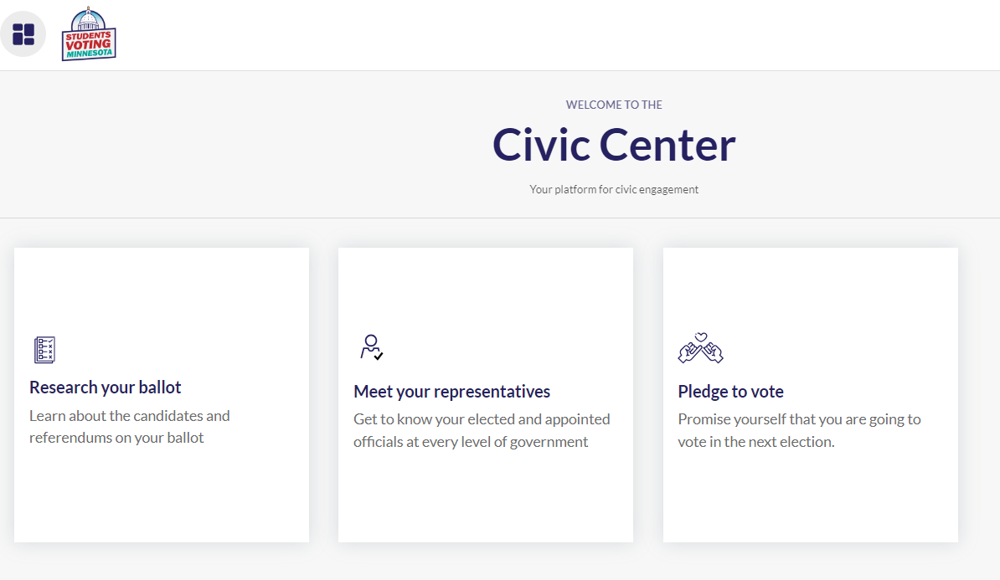 STUDENTS
VOTING
MINNESOTA
WELCOME TO THE
Civic Center
Your platform for civic engagement
Research your ballot
Learn about the candidates and
referendums on your ballot
Meet your representatives
Get to know your elected and appointed
officials at every level of government
Pledge to vote
Promise yourself that you are going to
vote in the next election.